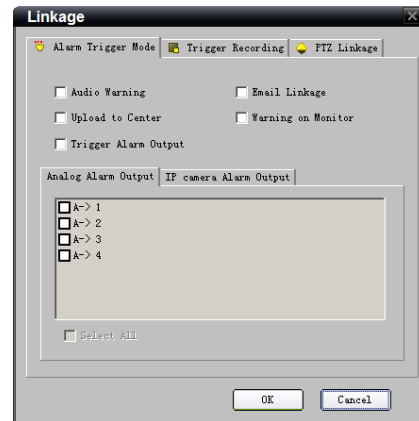 Linkage
Alarm Trigger Mode Trigger Recording PTZ Linkage
Audio Warning Email Linkage
Upload to Center Warning on Monitor
Trigger Alarm Output
Analog Alarm Output IP camera Alarm Output
A-> 1
A-> 2
A-> 3
A-> 4
Select All
OK Cancel